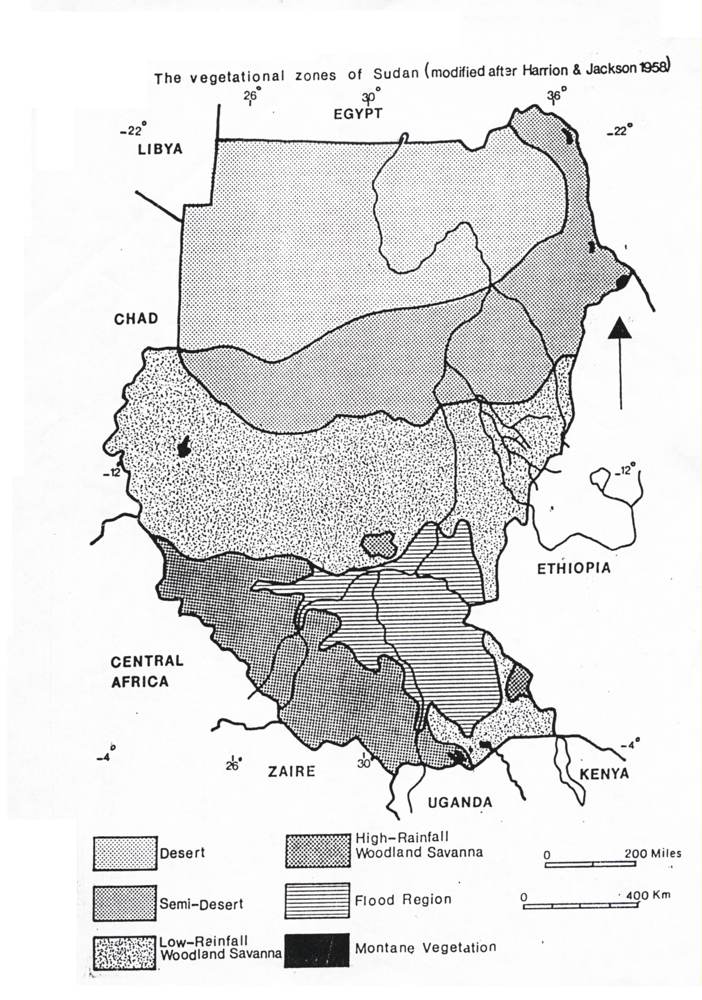 The vegetational zones of Sudan (modified after Harrion & Jackson 1958)
26° 30° 36°
EGYPT
-22° -22°
LIBYA
CHAD
-12 -12°
ETHIOPIA
CENTRAL
AFRICA
-4° -4°
26° 30°
ZAIRE
KENYA
UGANDA
Desert
Semi-Desert
Low-Rainfall
Woodland Savanna
High-Rainfall
Woodland Savanna
Flood Region
Montane Vegetation
0 200 Miles
0 400 Km